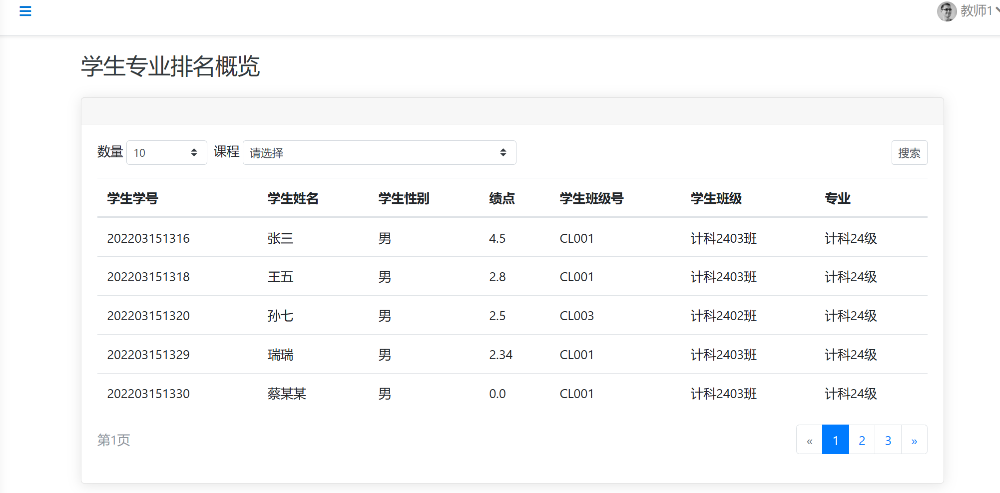 教师1
学生专业排名概览
数量 10 课程 请选择 搜索
学生学号 学生姓名 学生性别 绩点 学生班级号 学生班级 专业
202203151316 张三 男 4.5 CL001 计科2403班 计科24级
202203151318 王五 男 2.8 CL001 计科2403班 计科24级
202203151320 孙七 男 2.5 CL003 计科2402班 计科24级
202203151329 瑞瑞 男 2.34 CL001 计科2403班 计科24级
202203151330 蔡某某 男 0.0 CL001 计科2403班 计科24级
第1页 « 1 2 3 »